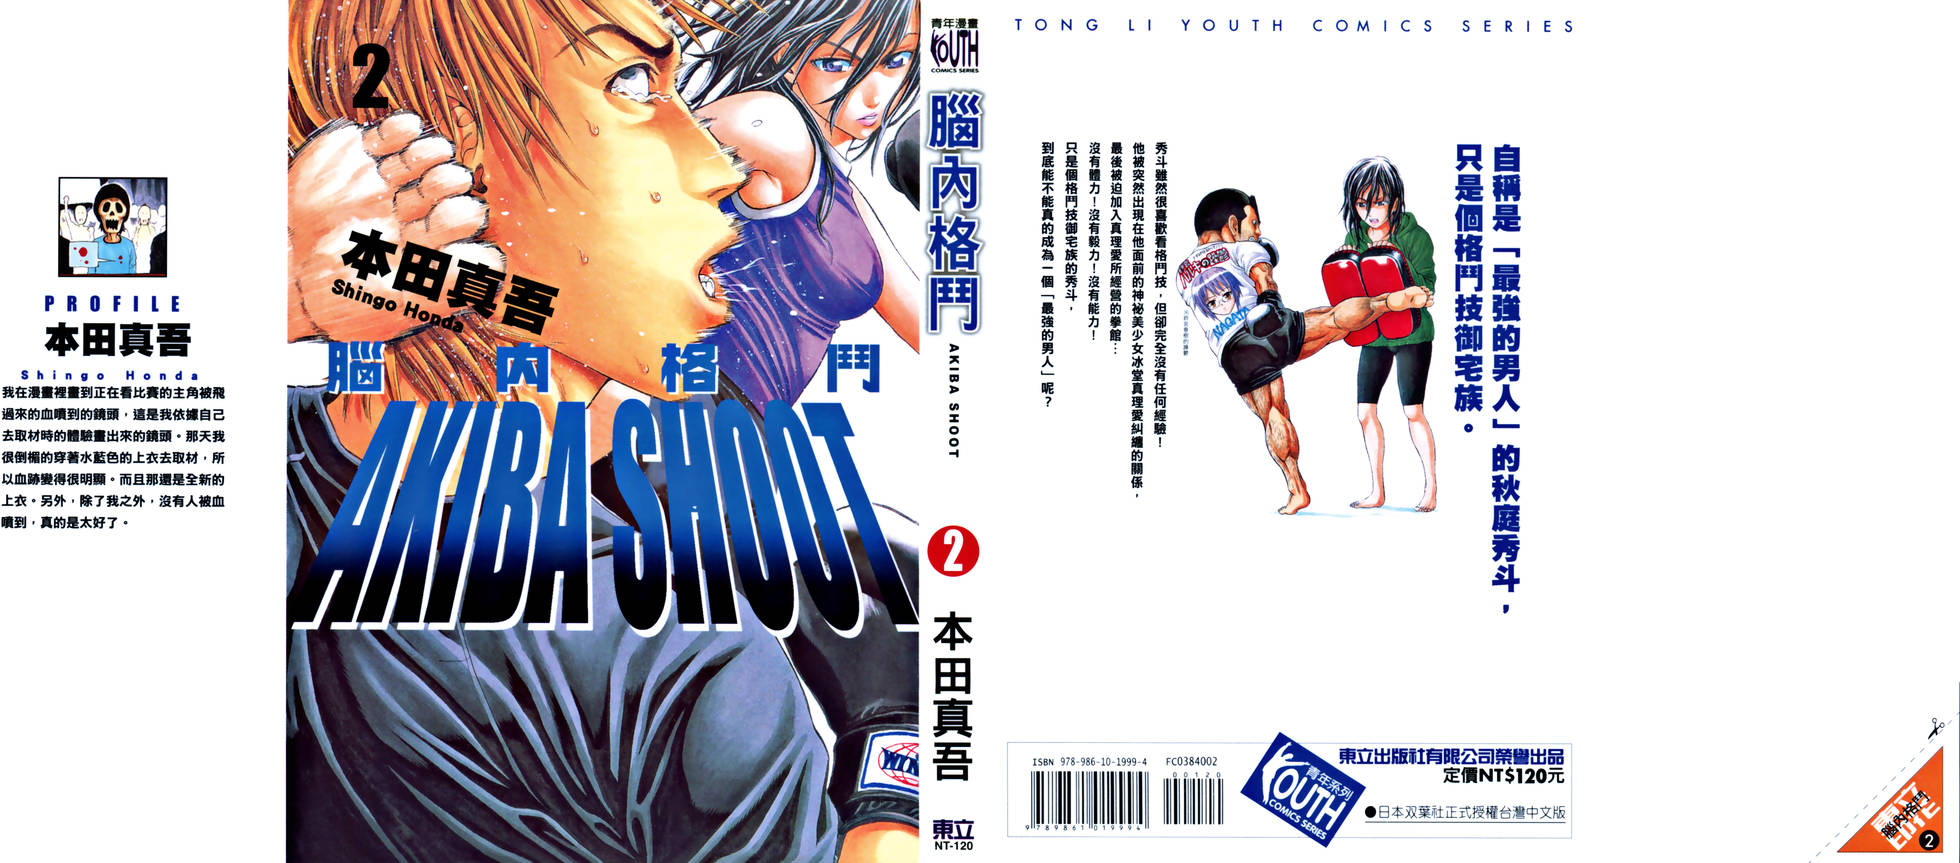 PROFILE
本田真吾
Shingo Honda
我在漫畫裡畫到正在看比賽的主角被飛
過來的血噴到的鏡頭，這是我依據自己
去取材時的體驗畫出來的鏡頭。那天我
很倒楣的穿著水藍色的上衣去取材，所
以血跡變得很明顯。而且那還是全新的
上衣。另外，除了我之外，沒有人被血
噴到，真的是太好了。
2
本田真吾
Shingo Honda
腦內格鬥
AKIBA SHOOT
WIN
青年漫畫
YOUTH
COMICS SERIES
腦內格鬥
AKIBA SHOOT
2
本田真吾
東立
NT-120
TONG LI YOUTH COMICS SERIES
自稱是「最強的男人」的秋庭秀斗，
只是個格鬥技御宅族。
NAGATA
秀斗雖然很喜歡看格鬥技，但卻完全沒有任何經驗！
他被突然出現在他面前的神祕美少女冰堂真理愛糾纏的關係，
最後被迫加入真理愛所經營的拳館…
沒有體力！沒有毅力！沒有能力！
只是個格鬥技御宅族的秀斗，
到底能不能真的成為一個「最強的男人」呢？
ISBN 978-986-10-1999-4
FC0384002
00120
9 789861 019994
青年系列
YOUTH
COMICS SERIES
東立出版社有限公司榮譽出品
定價NT$120元
●日本双葉社正式授權台灣中文版
東立
印花
腦內格鬥
2